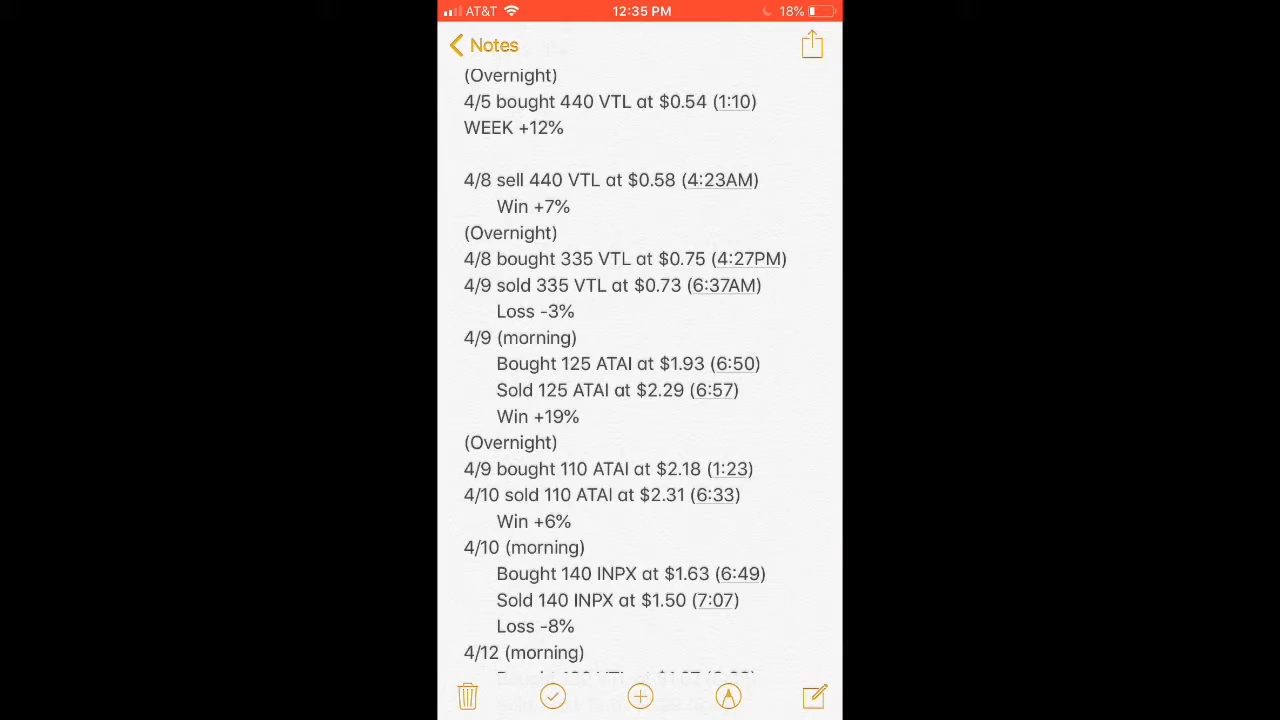 AT&T 12:35 PM 18%
Notes
(Overnight)
4/5 bought 440 VTL at $0.54 (1:10)
WEEK +12%
4/8 sell 440 VTL at $0.58 (4:23AM)
Win +7%
(Overnight)
4/8 bought 335 VTL at $0.75 (4:27PM)
4/9 sold 335 VTL at $0.73 (6:37AM)
Loss -3%
4/9 (morning)
Bought 125 ATAI at $1.93 (6:50)
Sold 125 ATAI at $2.29 (6:57)
Win +19%
(Overnight)
4/9 bought 110 ATAI at $2.18 (1:23)
4/10 sold 110 ATAI at $2.31 (6:33)
Win +6%
4/10 (morning)
Bought 140 INPX at $1.63 (6:49)
Sold 140 INPX at $1.50 (7:07)
Loss -8%
4/12 (morning)